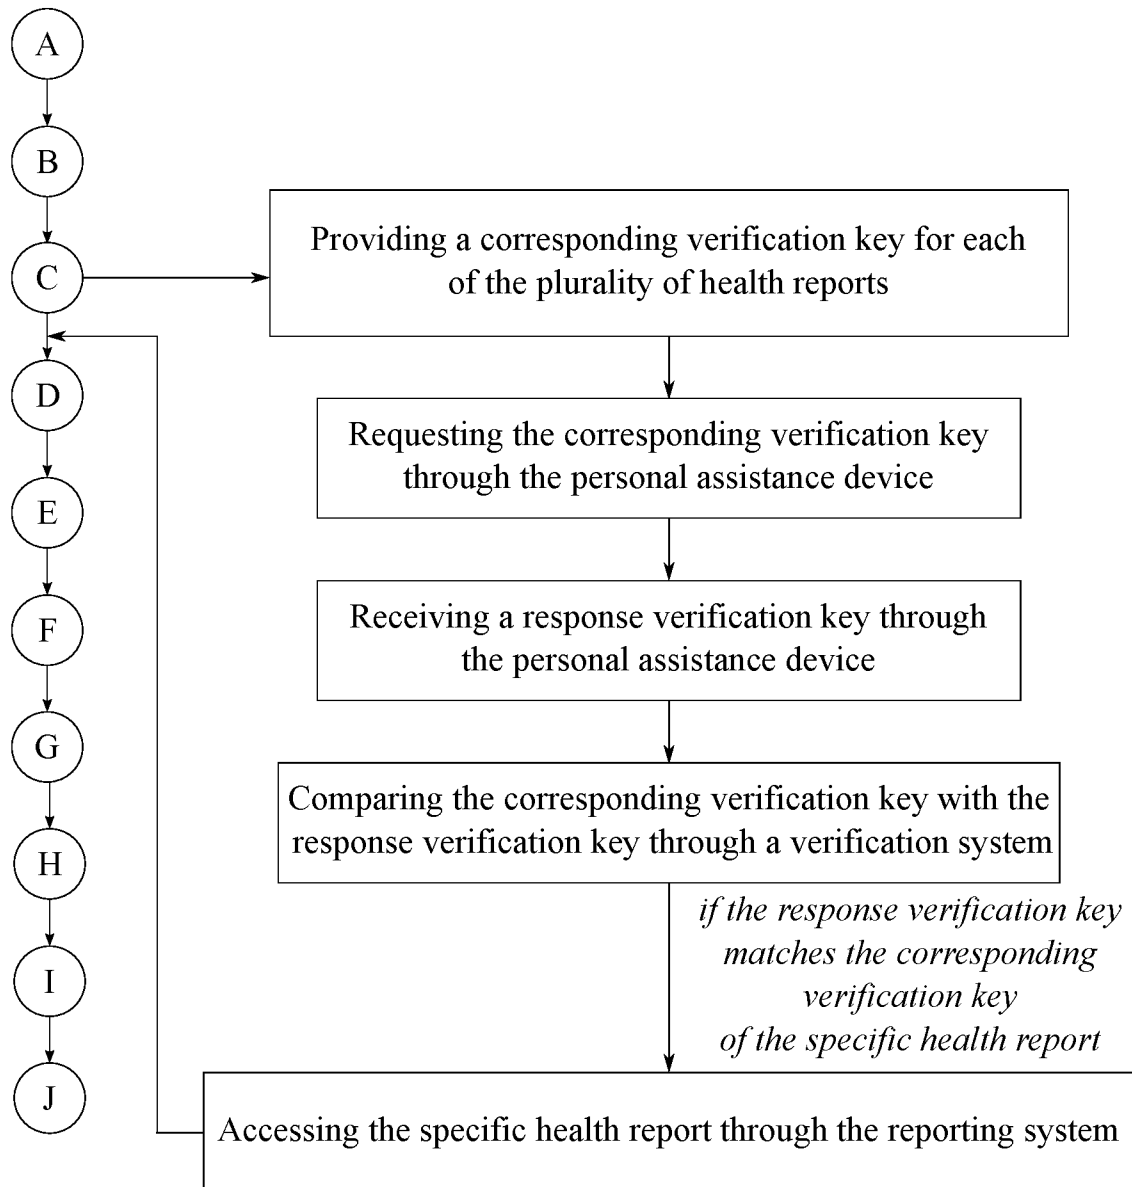 A
B
C
D
E
F
G
H
I
J
Providing a corresponding verification key for each
of the plurality of health reports
Requesting the corresponding verification key
through the personal assistance device
Receiving a response verification key through
the personal assistance device
Comparing the corresponding verification key with the
response verification key through a verification system
if the response verification key
matches the corresponding
verification key
of the specific health report
Accessing the specific health report through the reporting system